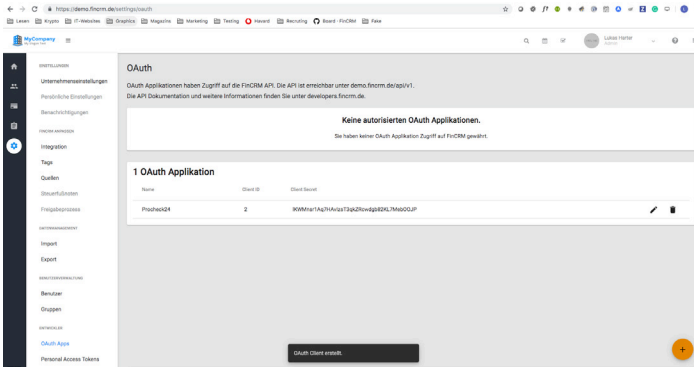 https://demo.fincrm.de/settings/oauth
Lesen
Krypto
IT-Websites
Graphics
Magazine
Marketing
Testing
Havard
Recruting
Board · FinCRM
Fake
MyCompany
Lukas Harter
Admin
EINSTELLUNGEN
Unternehmenseinstellungen
Persönliche Einstellungen
Benachrichtigungen
FINCRM ANPASSEN
Integration
Tags
Quellen
Steuerfußnoten
Freigabeprozess
DATENMANAGEMENT
Import
Export
BENUTZERVERWALTUNG
Benutzer
Gruppen
ENTWICKLER
OAuth Apps
Personal Access Tokens
OAuth
OAuth Applikationen haben Zugriff auf die FinCRM API. Die API ist erreichbar unter demo.fincrm.de/api/v1.
Die API Dokumentation und weitere Informationen finden Sie unter developers.fincrm.de.
Keine autorisierten OAuth Applikationen.
Sie haben keiner OAuth Applikation Zugriff auf FinCRM gewährt.
1 OAuth Applikation
Name Client ID Client Secret
Procheck24 2
OAuth Client erstellt.